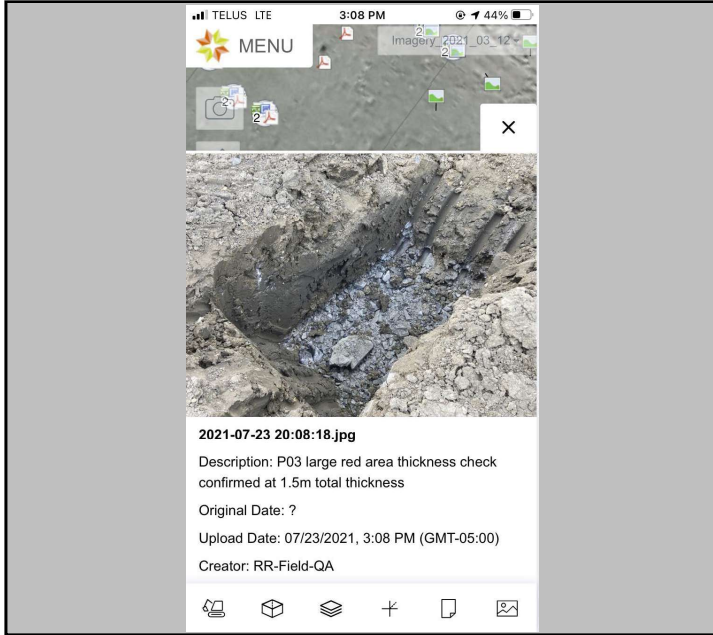 TELUS LTE 3:08 PM 44%
MENU
Imagery_2021_03_12
2
2
2
2
2021-07-23 20:08:18.jpg
Description: P03 large red area thickness check
confirmed at 1.5m total thickness
Original Date: ?
Upload Date: 07/23/2021, 3:08 PM (GMT-05:00)
Creator: RR-Field-QA